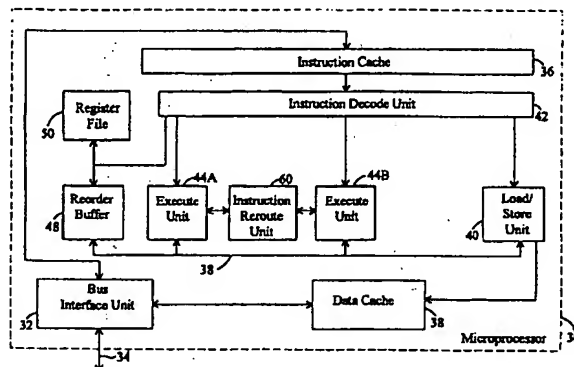 Instruction Cache
36
Instruction Decode Unit
42
Register
File
50
44A
60
44B
Reorder
Buffer
48
Execute
Unit
Instruction
Reroute
Unit
Execute
Unit
Load/
Store
Unit
40
38
Bus
Interface Unit
32
Data Cache
38
Microprocessor
34